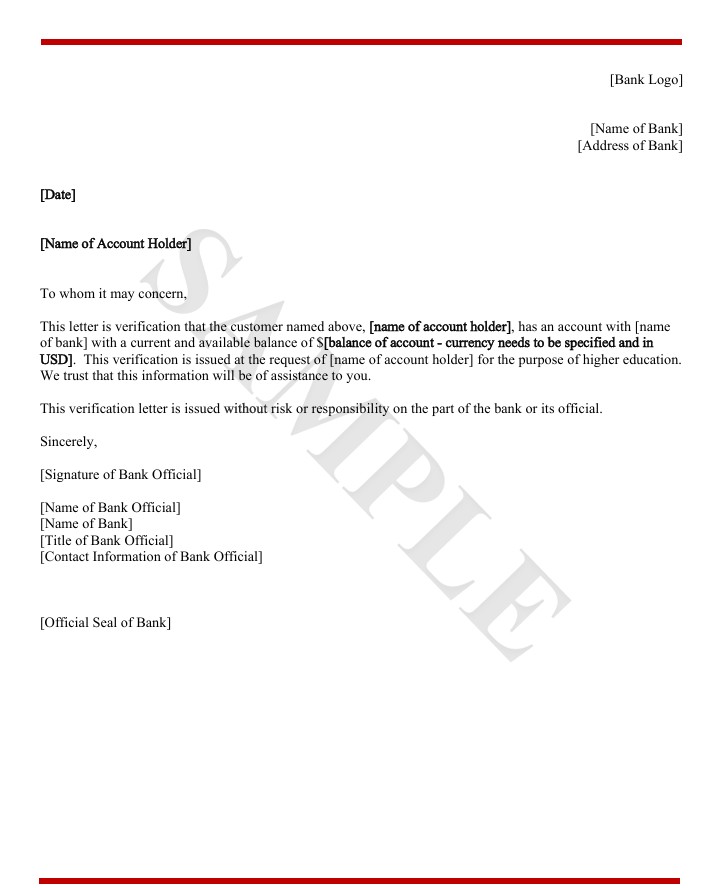 [Bank Logo]
[Name of Bank]
[Address of Bank]
[Date]
[Name of Account Holder]
To whom it may concern,
This letter is verification that the customer named above, [name of account holder], has an account with [name
of bank] with a current and available balance of $[balance of account - currency needs to be specified and in
USD].  This verification is issued at the request of [name of account holder] for the purpose of higher education.
We trust that this information will be of assistance to you.
This verification letter is issued without risk or responsibility on the part of the bank or its official.
Sincerely,
[Signature of Bank Official]
[Name of Bank Official]
[Name of Bank]
[Title of Bank Official]
[Contact Information of Bank Official]
[Official Seal of Bank]
SAMPLE